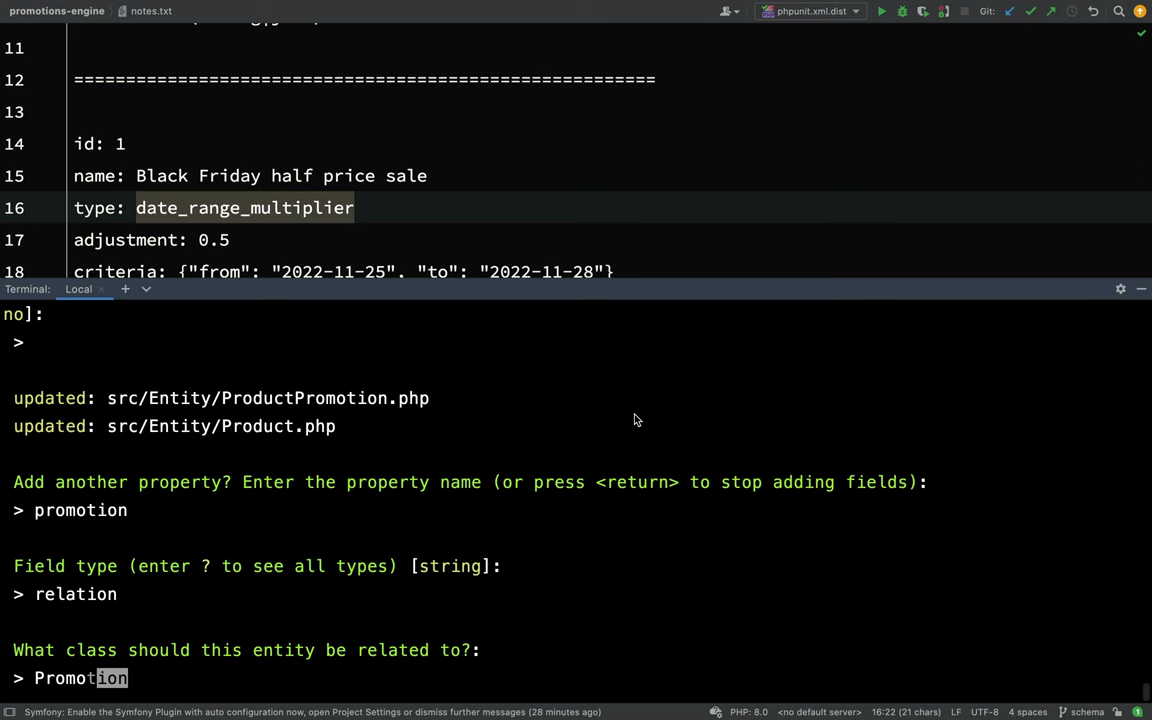 promotions-engine
notes.txt
phpunit.xml.dist
Git:
11
12 ========================================================
13
14 id: 1
15 name: Black Friday half price sale
16 type: date_range_multiplier
17 adjustment: 0.5
18 criteria: {"from": "2022-11-25", "to": "2022-11-28"}
Terminal: Local
no]:
>
updated: src/Entity/ProductPromotion.php
updated: src/Entity/Product.php
Add another property? Enter the property name (or press <return> to stop adding fields):
> promotion
Field type (enter ? to see all types) [string]:
> relation
What class should this entity be related to?:
> Promotion
Symfony: Enable the Symfony Plugin with auto configuration now, open Project Settings or dismiss further messages (28 minutes ago)
PHP: 8.0 <no default server> 16:22 (21 chars) LF UTF-8 4 spaces schema